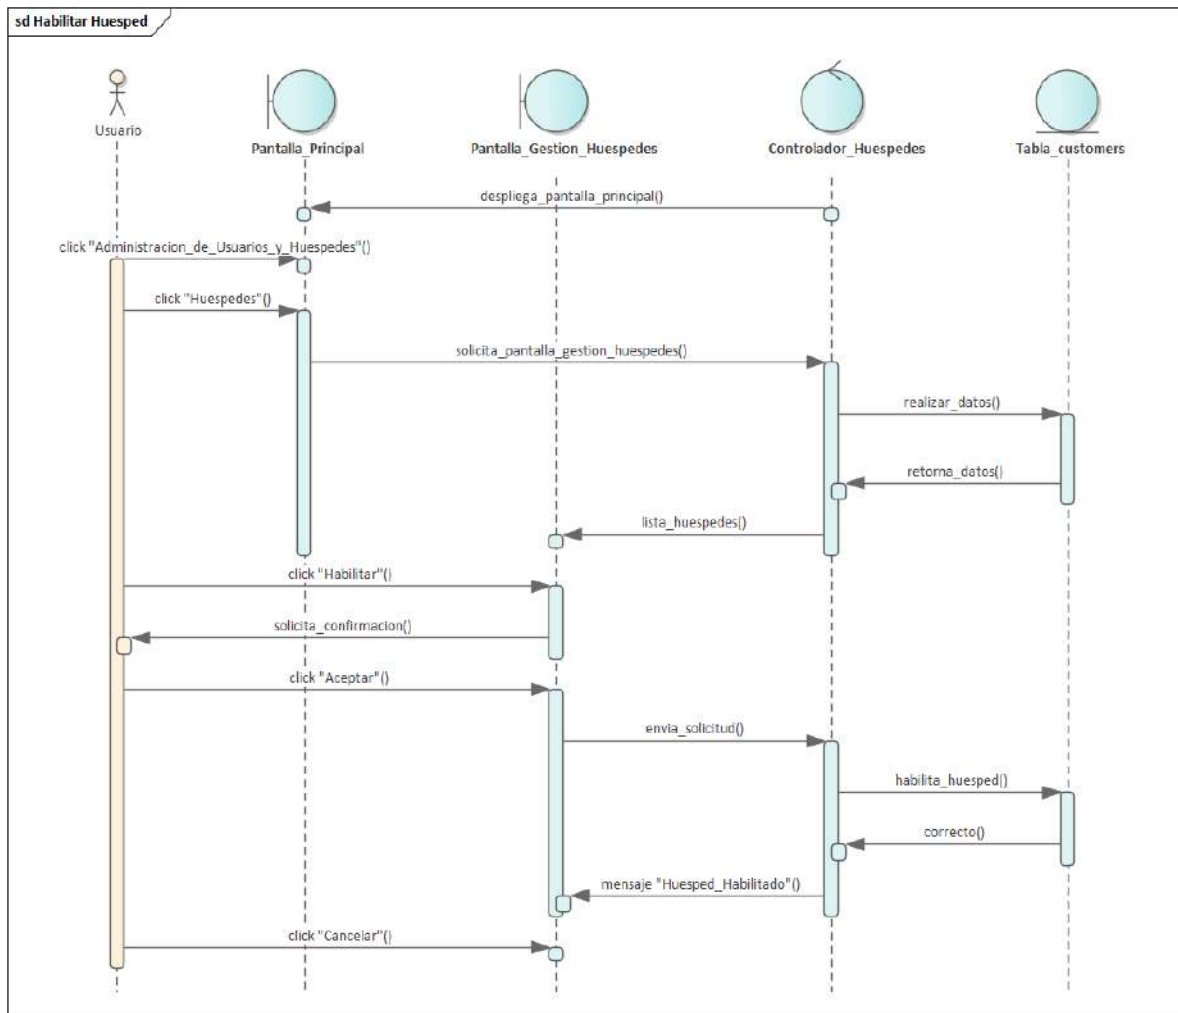 sd Habilitar Huesped
Usuario
Pantalla_Principal
Pantalla_Gestion_Huespedes
Controlador_Huespedes
Tabla_customers
despliega_pantalla_principal()
click "Administracion_de_Usuarios_y_Huespedes"()
click "Huespedes"()
solicita_pantalla_gestion_huespedes()
realizar_datos()
retorna_datos()
lista_huespedes()
click "Habilitar"()
solicita_confirmacion()
click "Aceptar"()
envia_solicitud()
habilita_huesped()
correcto()
mensaje "Huesped_Habilitado"()
click "Cancelar"()